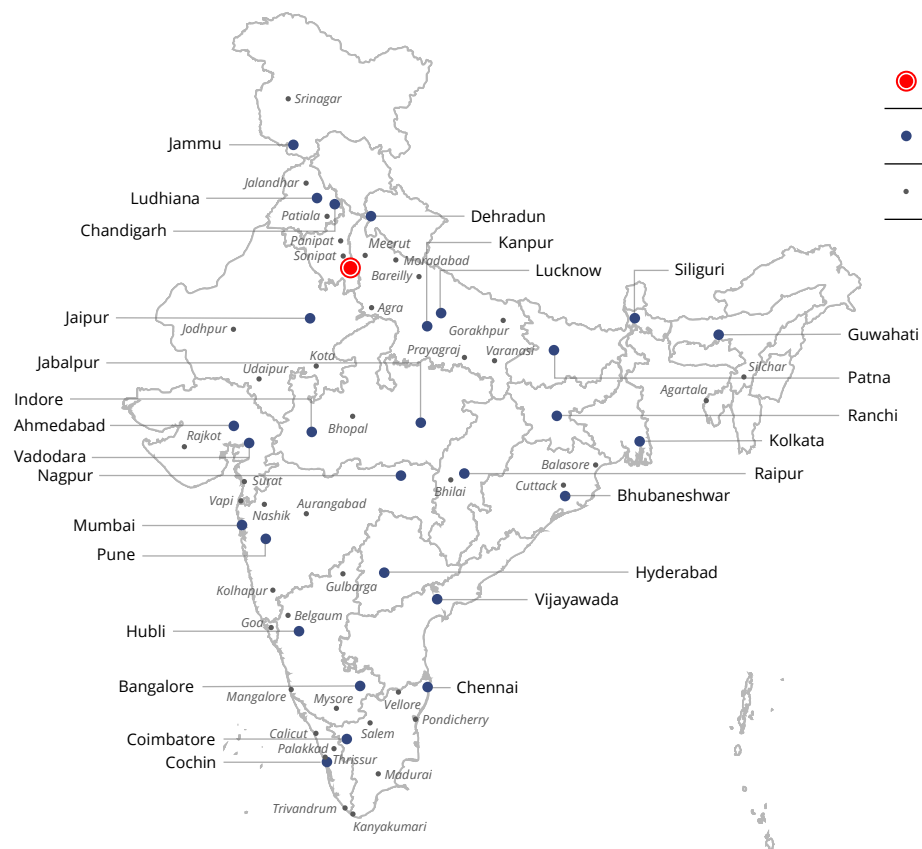 Srinagar
Jammu
Jalandhar
Ludhiana
Patiala
Dehradun
Chandigarh
Panipat
Meerut
Kanpur
Sonipat
Moradabad
Lucknow
Siliguri
Bareilly
Agra
Jaipur
Gorakhpur
Jodhpur
Guwahati
Kota
Prayagraj
Varanasi
Jabalpur
Udaipur
Silchar
Patna
Agartala
Indore
Ranchi
Ahmedabad
Bhopal
Rajkot
Kolkata
Vadodara
Balasore
Nagpur
Surat
Bhilai
Raipur
Cuttack
Vapi
Aurangabad
Bhubaneshwar
Nashik
Mumbai
Pune
Hyderabad
Gulbarga
Kolhapur
Vijayawada
Belgaum
Goa
Hubli
Bangalore
Chennai
Mangalore
Mysore
Vellore
Pondicherry
Calicut
Salem
Coimbatore
Palakkad
Thrissur
Cochin
Madurai
Trivandrum
Kanyakumari